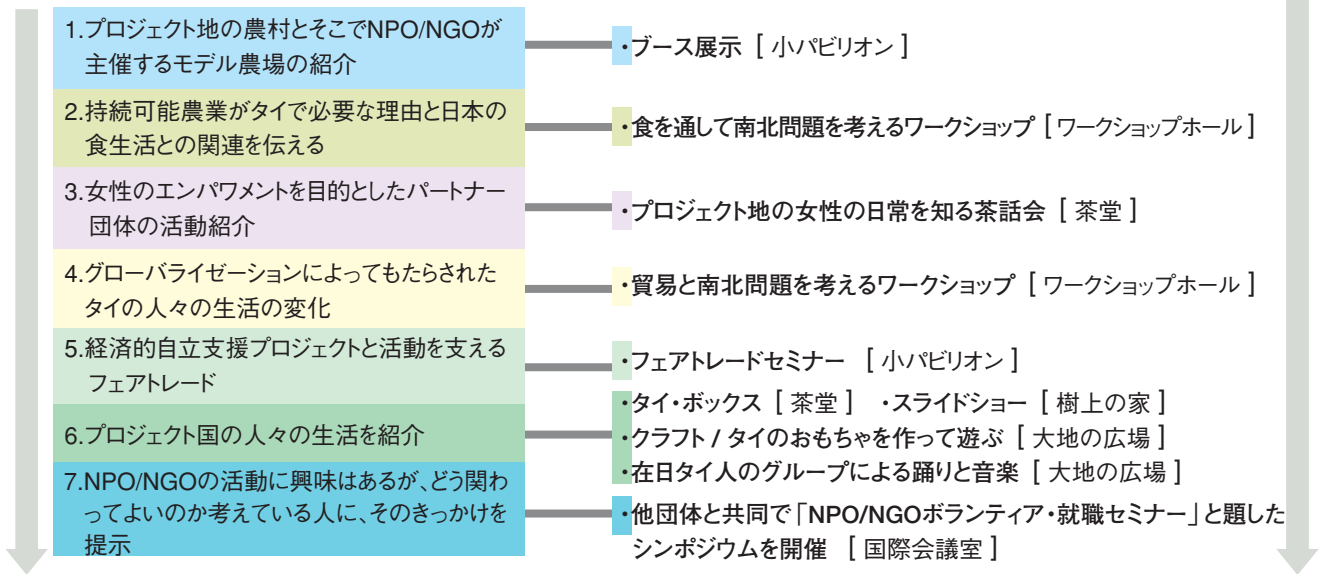 1.プロジェクト地の農村とそこでNPO/NGOが
主催するモデル農場の紹介
・ブース展示 [ 小パビリオン ]
2.持続可能農業がタイで必要な理由と日本の
食生活との関連を伝える
・食を通して南北問題を考えるワークショップ [ ワークショップホール ]
3.女性のエンパワメントを目的としたパートナー
団体の活動紹介
・プロジェクト地の女性の日常を知る茶話会 [ 茶堂 ]
4.グローバライゼーションによってもたらされた
タイの人々の生活の変化
・貿易と南北問題を考えるワークショップ [ ワークショップホール ]
5.経済的自立支援プロジェクトと活動を支える
フェアトレード
・フェアトレードセミナー [ 小パビリオン ]
6.プロジェクト国の人々の生活を紹介
・タイ・ボックス [ 茶堂 ] ・スライドショー [ 樹上の家 ]
・クラフト / タイのおもちゃを作って遊ぶ [ 大地の広場 ]
・在日タイ人のグループによる踊りと音楽 [ 大地の広場 ]
7.NPO/NGOの活動に興味はあるが、どう関わ
ってよいのか考えている人に、そのきっかけを
提示
・他団体と共同で「NPO/NGOボランティア・就職セミナー」と題した
シンポジウムを開催 [ 国際会議室 ]